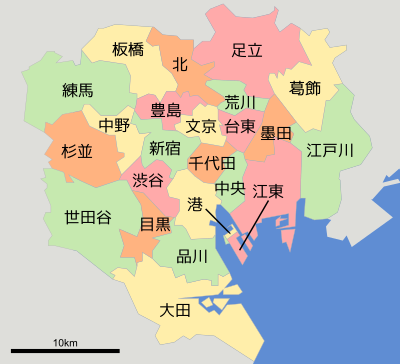 板橋
北
足立
練馬
葛飾
豊島
荒川
中野
文京
台東
墨田
杉並
新宿
江戸川
千代田
渋谷
中央
江東
港
世田谷
目黒
品川
大田
10km